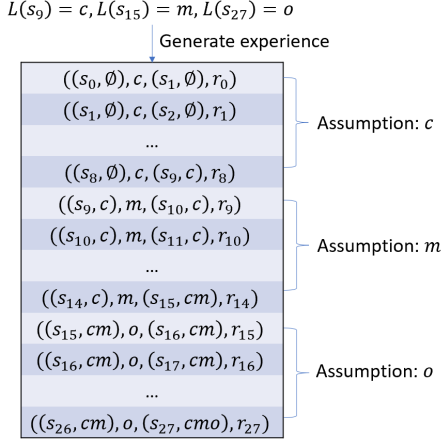 L(s₉) = c, L(s₁₅) = m, L(s₂₇) = o
Generate experience
((s₀, ∅), c, (s₁, ∅), r₀)
((s₁, ∅), c, (s₂, ∅), r₁)
...
((s₈, ∅), c, (s₉, c), r₈)
Assumption: c
((s₉, c), m, (s₁₀, c), r₉)
((s₁₀, c), m, (s₁₁, c), r₁₀)
...
((s₁₄, c), m, (s₁₅, cm), r₁₄)
Assumption: m
((s₁₅, cm), o, (s₁₆, cm), r₁₅)
((s₁₆, cm), o, (s₁₇, cm), r₁₆)
...
((s₂₆, cm), o, (s₂₇, cmo), r₂₇)
Assumption: o